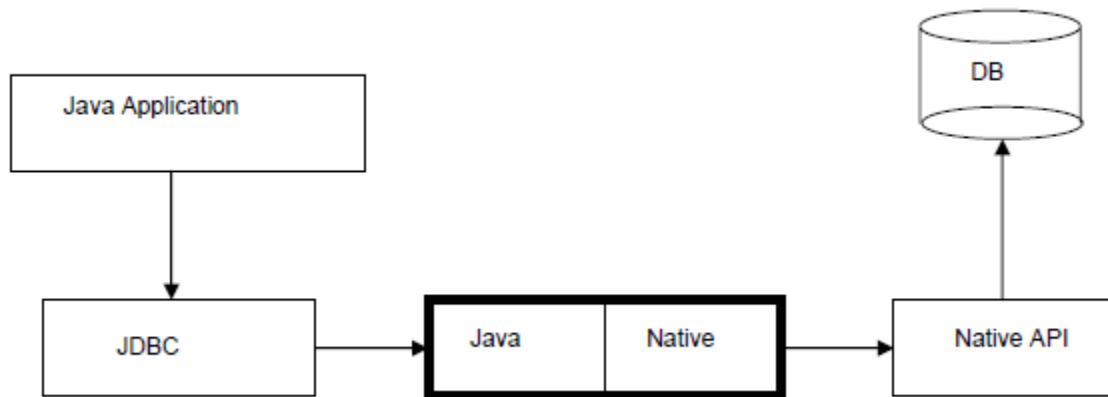 DB
Java Application
JDBC
Java
Native
Native API